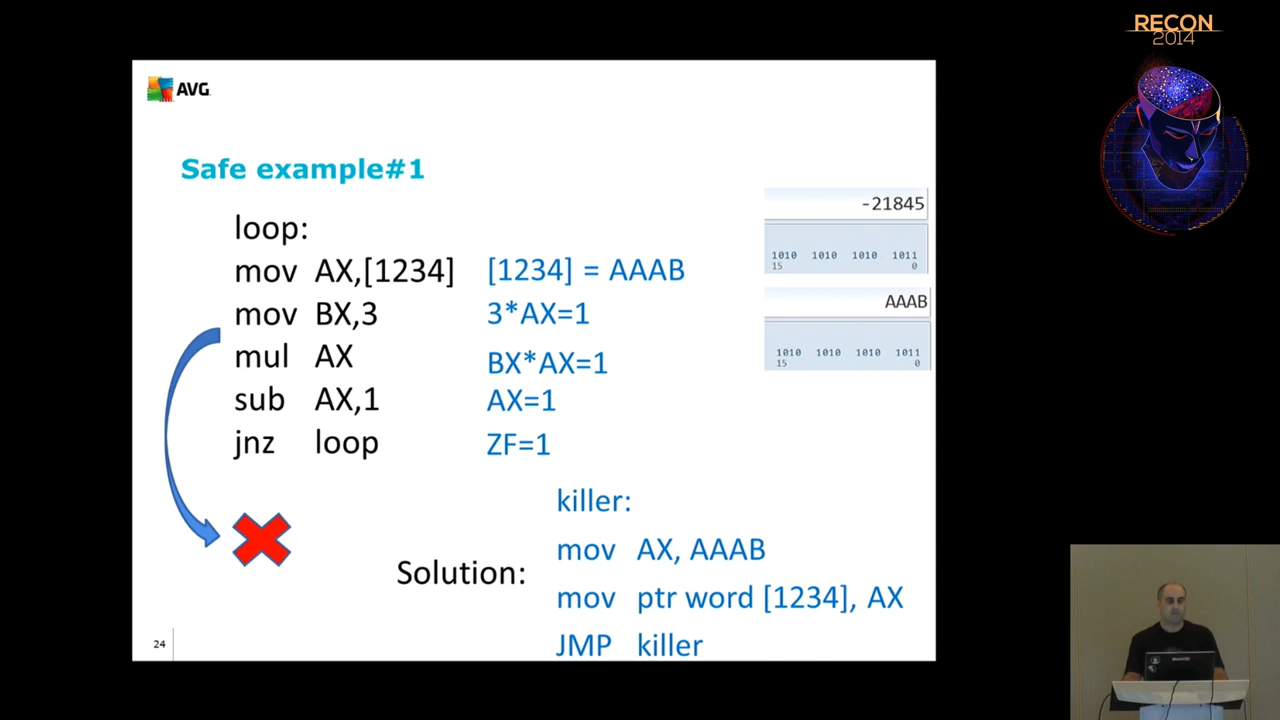 RECON
2014
AVG
Safe example#1
loop:
mov AX,[1234] [1234] = AAAB
mov BX,3 3*AX=1
mul AX BX*AX=1
sub AX,1 AX=1
jnz loop ZF=1
-21845
1010 1010 1010 1011
15 0
AAAB
1010 1010 1010 1011
15 0
Solution:
killer:
mov AX, AAAB
mov ptr word [1234], AX
JMP killer
24